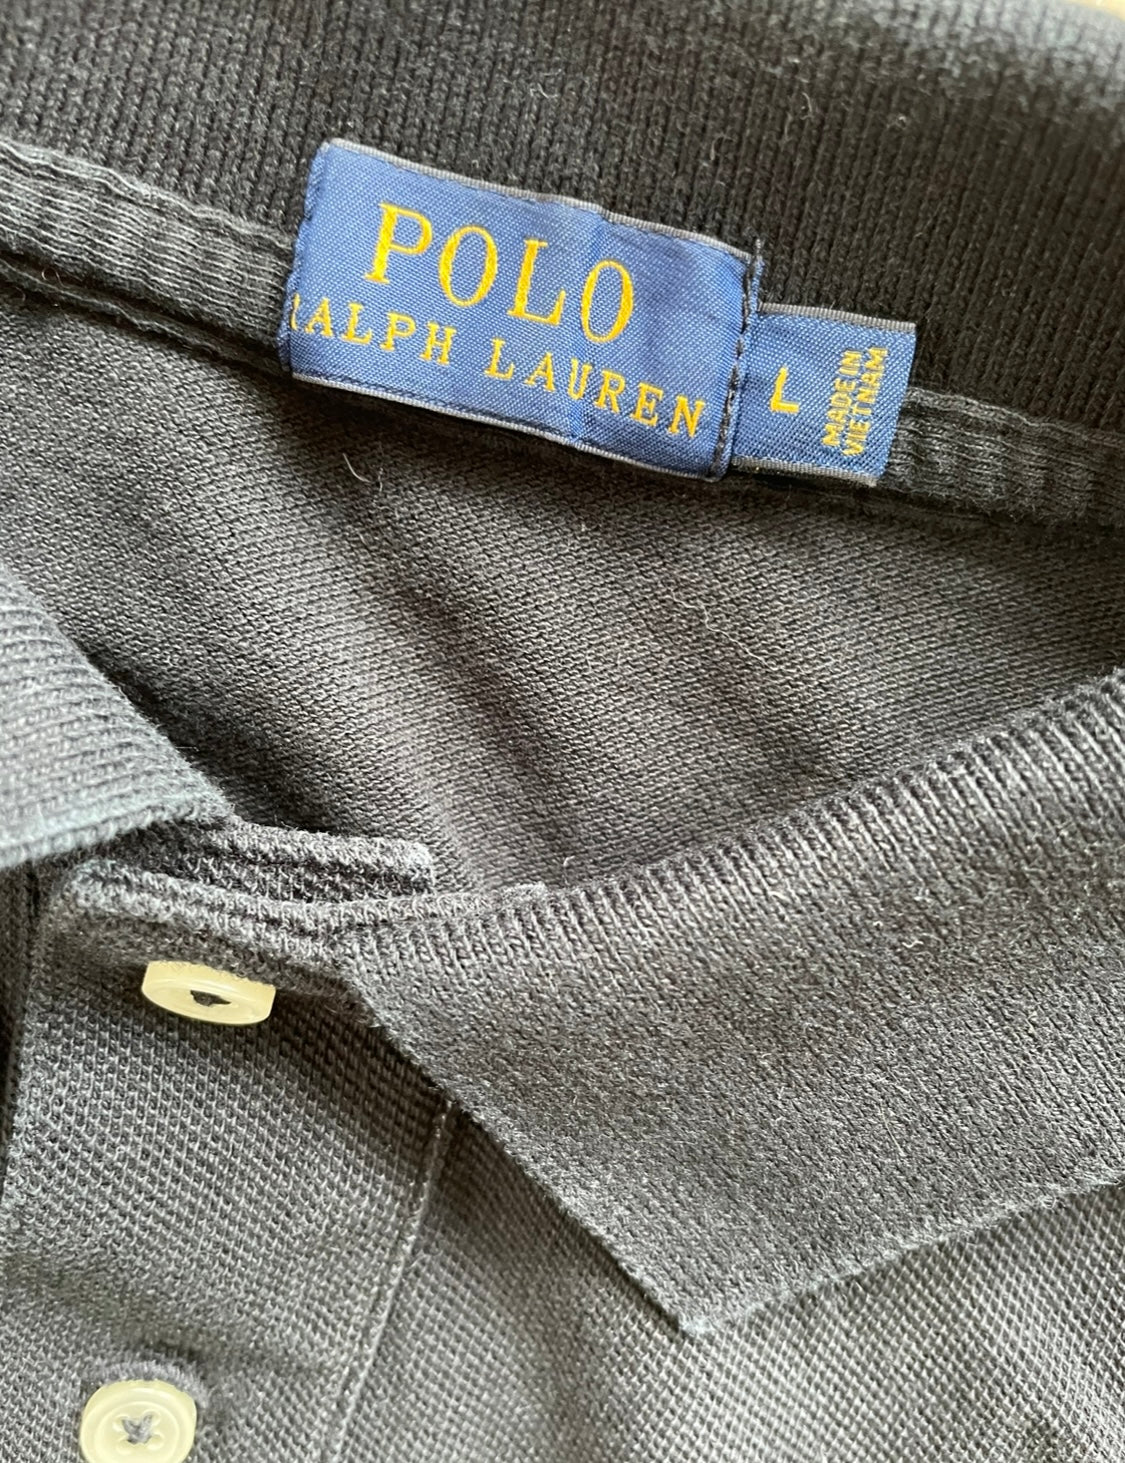 POLO
RALPH LAUREN
L
MADE IN
VIETNAM